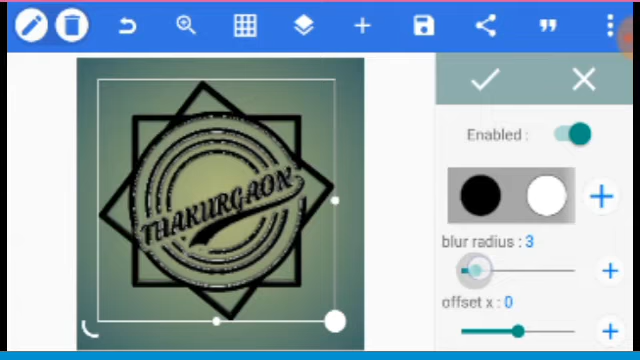 THAKURGAON
Enabled :
blur radius : 3
offset x : 0